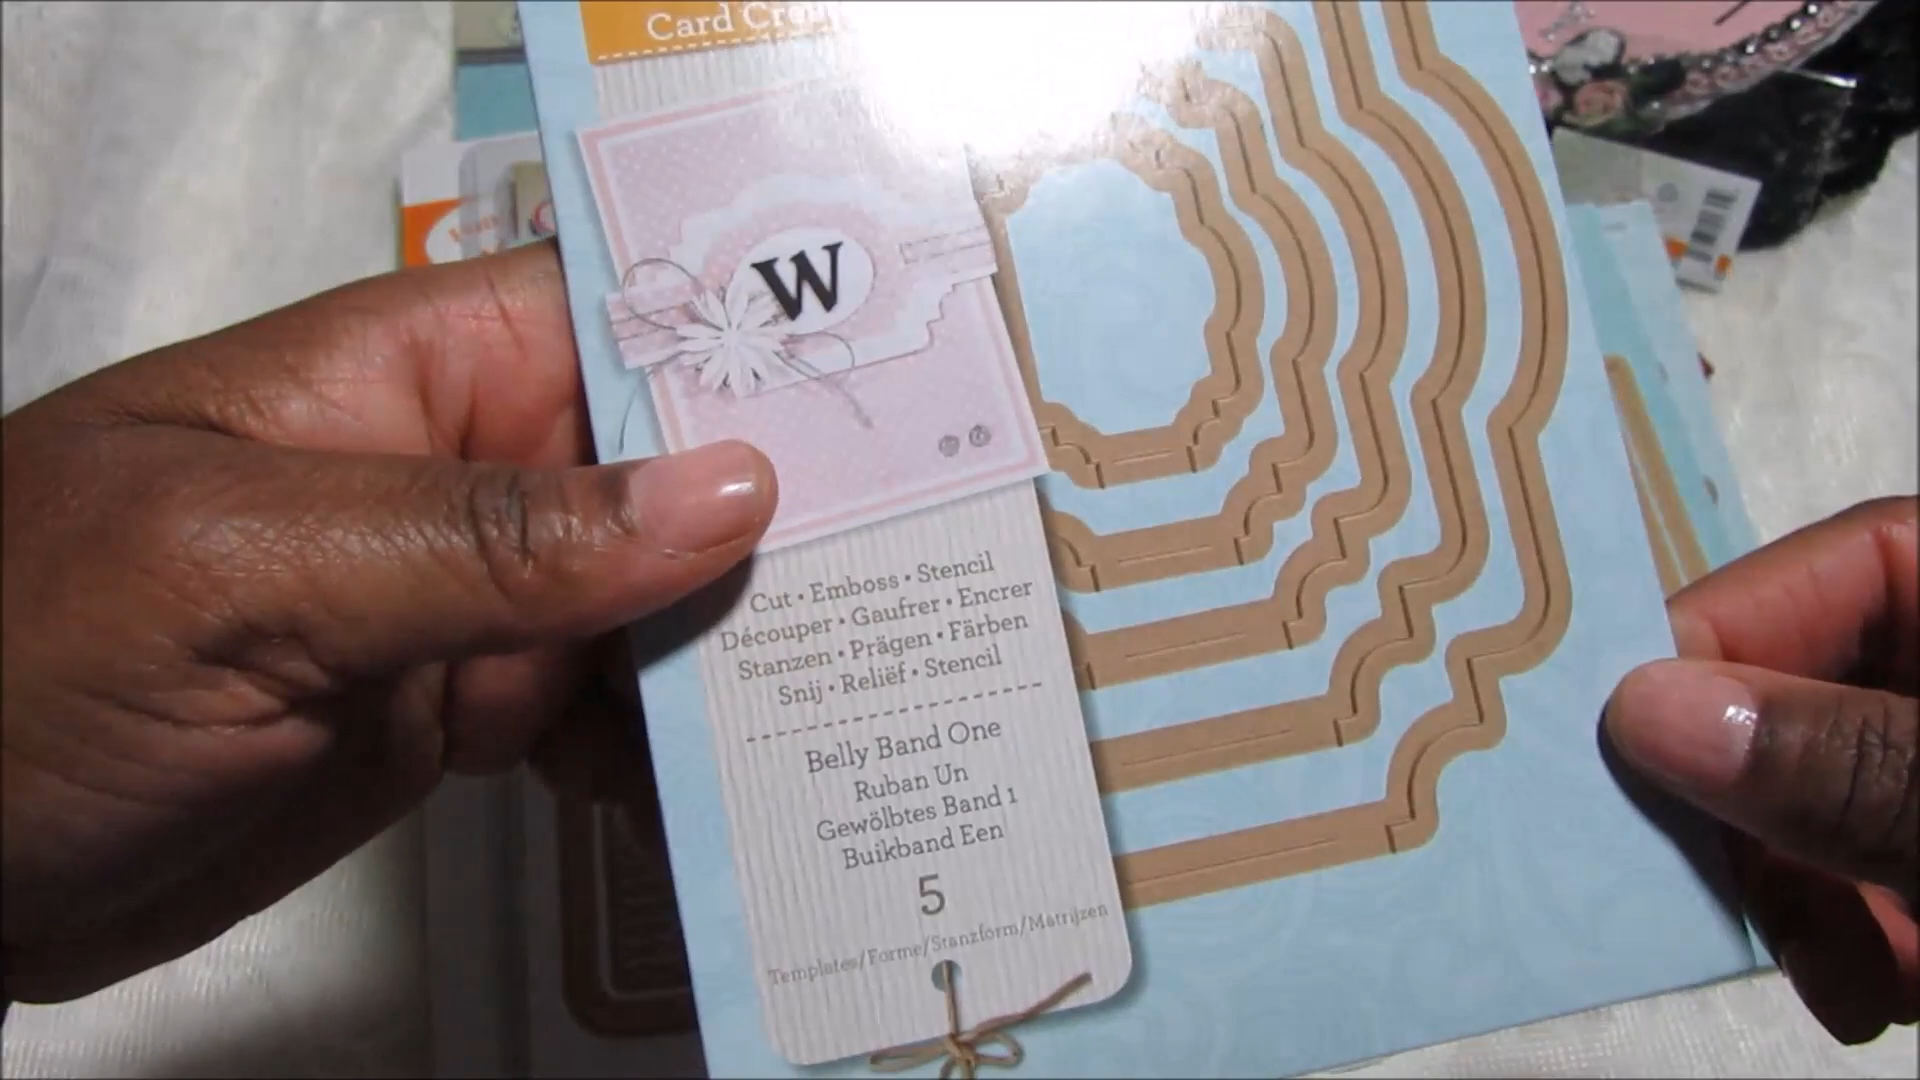 Card
W
Cut • Emboss • Stencil
Découper • Gaufrer • Encrer
Stanzen • Prägen • Färben
Snij • Reliëf • Stencil
Belly Band One
Ruban Un
Gewölbtes Band 1
Buikband Een
5
Templates/Forme/Stanzform/Matrijzen